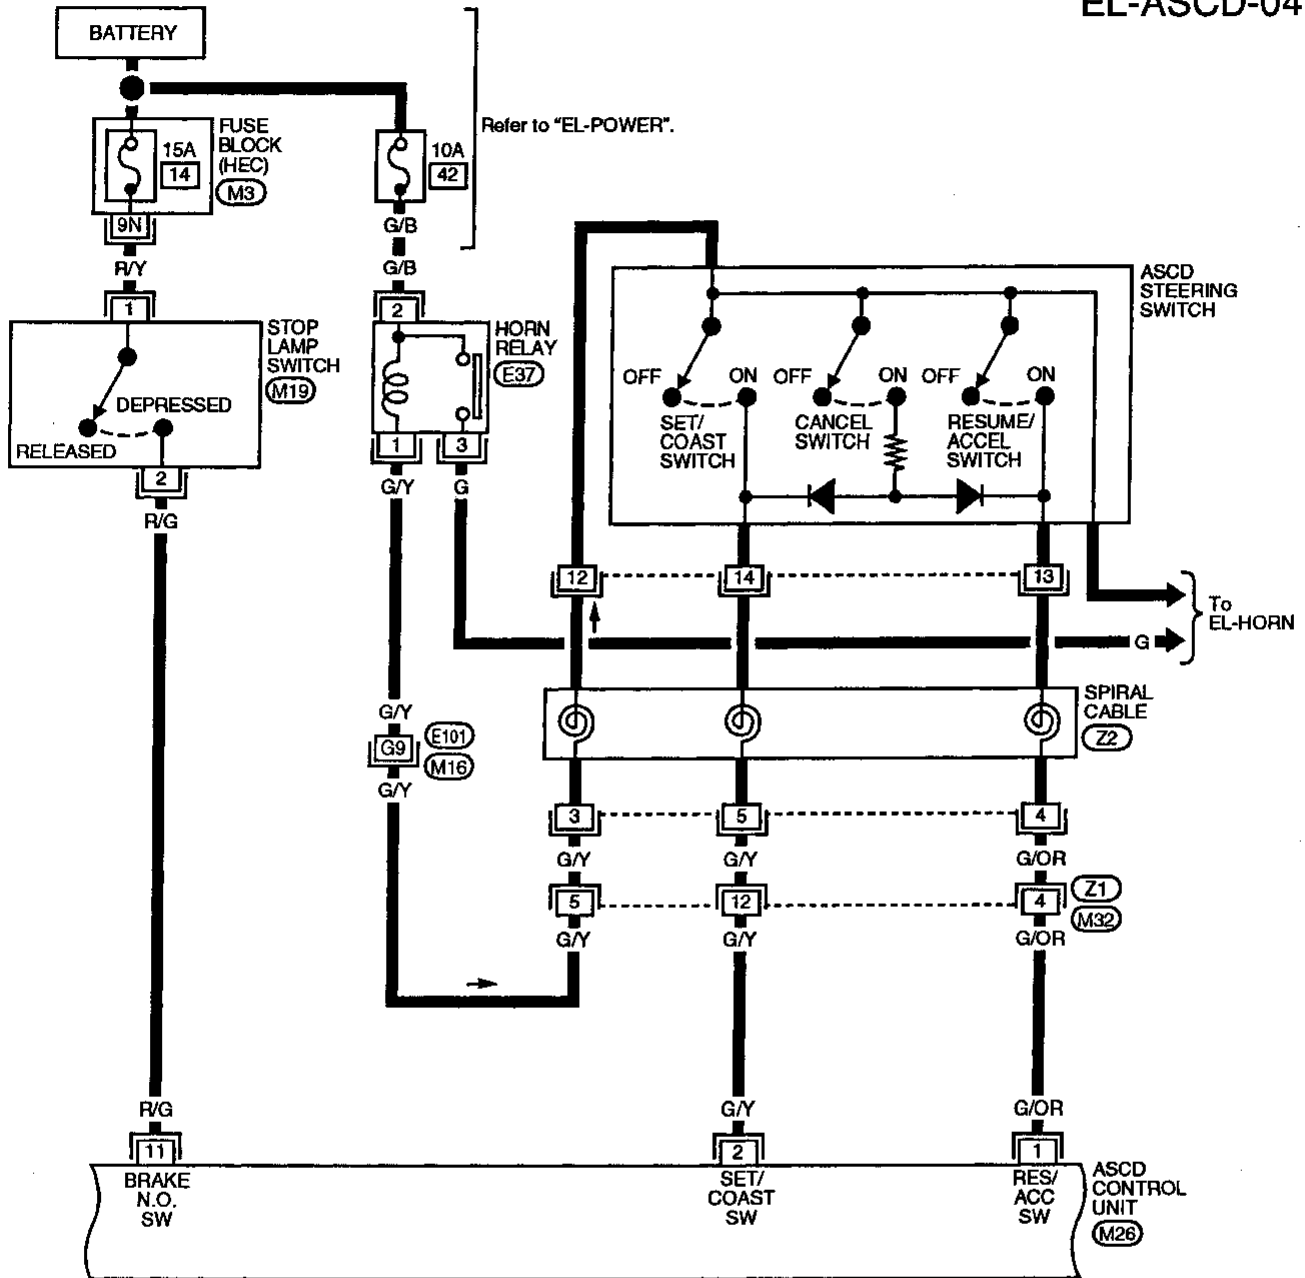 EL-ASCD-04
BATTERY
FUSE
BLOCK
(HEC)
M3
15A
14
10A
42
Refer to "EL-POWER".
9N
G/B
R/Y
G/B
1
2
STOP
LAMP
SWITCH
M19
DEPRESSED
RELEASED
2
R/G
HORN
RELAY
E37
1
3
G/Y
G
ASCD
STEERING
SWITCH
OFF
ON
OFF
ON
OFF
ON
SET/
COAST
SWITCH
CANCEL
SWITCH
RESUME/
ACCEL
SWITCH
12
14
13
To
EL-HORN
G
SPIRAL
CABLE
Z2
G/Y
G9
E101
M16
G/Y
3
5
4
G/Y
G/Y
G/OR
5
12
4
Z1
M32
G/Y
G/Y
G/OR
R/G
G/Y
G/OR
11
2
1
BRAKE
N.O.
SW
SET/
COAST
SW
RES/
ACC
SW
ASCD
CONTROL
UNIT
M26